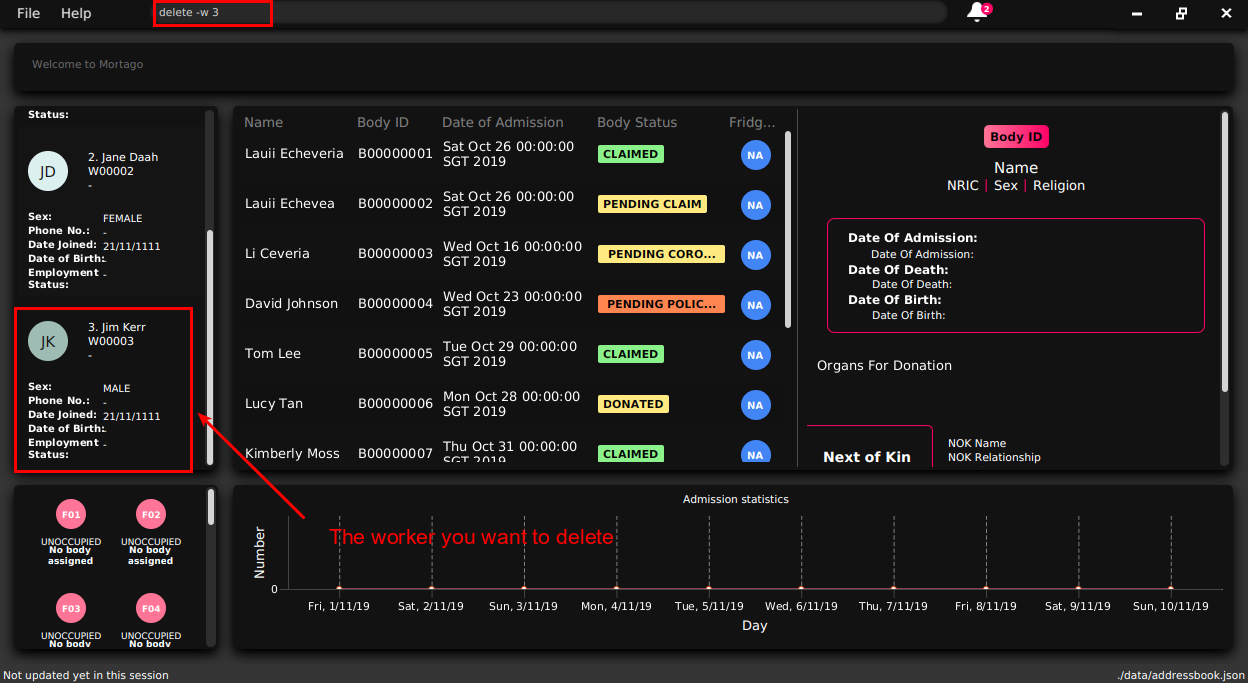 File Help delete -w 3 2
Welcome to Mortago
Status:
JD
2. Jane Daah
W00002
-
Sex: FEMALE
Phone No.: -
Date Joined: 21/11/1111
Date of Birth: -
Employment -
Status:
JK
3. Jim Kerr
W00003
-
Sex: MALE
Phone No.: -
Date Joined: 21/11/1111
Date of Birth: -
Employment -
Status:
Name Body ID Date of Admission Body Status Fridg...
Lauii Echeveria B00000001 Sat Oct 26 00:00:00 SGT 2019 CLAIMED NA
Lauii Echevea B00000002 Sat Oct 26 00:00:00 SGT 2019 PENDING CLAIM NA
Li Ceveria B00000003 Wed Oct 16 00:00:00 SGT 2019 PENDING CORO... NA
David Johnson B00000004 Wed Oct 23 00:00:00 SGT 2019 PENDING POLIC... NA
Tom Lee B00000005 Tue Oct 29 00:00:00 SGT 2019 CLAIMED NA
Lucy Tan B00000006 Mon Oct 28 00:00:00 SGT 2019 DONATED NA
Kimberly Moss B00000007 Thu Oct 31 00:00:00 SGT 2019 CLAIMED NA
Body ID
Name
NRIC | Sex | Religion
Date Of Admission:
Date Of Admission:
Date Of Death:
Date Of Death:
Date Of Birth:
Date Of Birth:
Organs For Donation
Next of Kin
NOK Name
NOK Relationship
F01 F02
UNOCCUPIED UNOCCUPIED
No body No body
assigned assigned
F03 F04
UNOCCUPIED UNOCCUPIED
No body No body
Admission statistics
The worker you want to delete
Number
0
Fri, 1/11/19 Sat, 2/11/19 Sun, 3/11/19 Mon, 4/11/19 Tue, 5/11/19 Wed, 6/11/19 Thu, 7/11/19 Fri, 8/11/19 Sat, 9/11/19 Sun, 10/11/19
Day
Not updated yet in this session ./data/addressbook.json